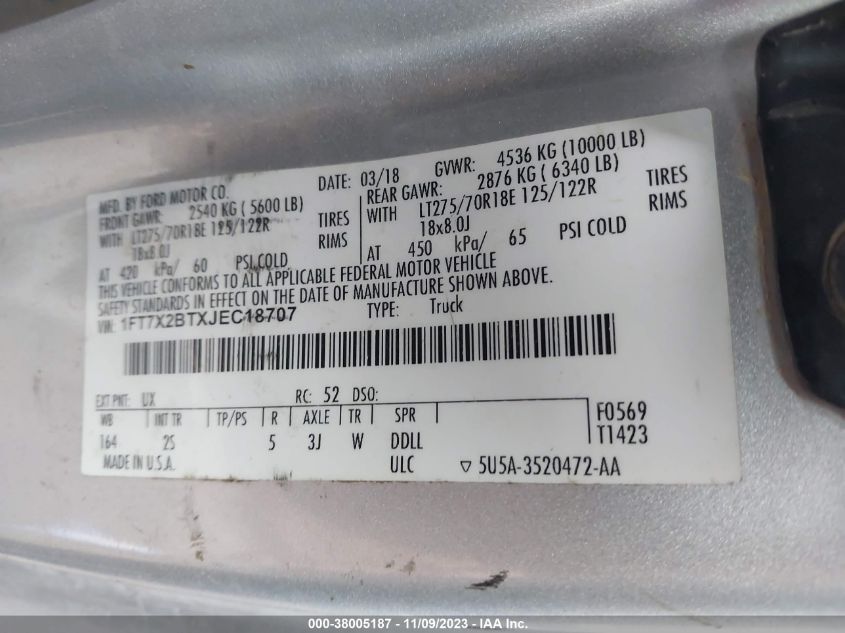 MFD. BY FORD MOTOR CO.
DATE: 03/18 GVWR: 4536 KG (10000 LB)
FRONT GAWR: 2540 KG ( 5600 LB)
REAR GAWR: 2876 KG ( 6340 LB)
WITH LT275/70R18E 125/122R TIRES
18x8.0J RIMS
AT 420 kPa/ 60 PSI COLD
WITH LT275/70R18E 125/122R TIRES
18x8.0J RIMS
AT 450 kPa/ 65 PSI COLD
THIS VEHICLE CONFORMS TO ALL APPLICABLE FEDERAL MOTOR VEHICLE
SAFETY STANDARDS IN EFFECT ON THE DATE OF MANUFACTURE SHOWN ABOVE.
VIN: 1FT7X2BTXJEC18707 TYPE: Truck
EXT PNT: UX RC: 52 DSO:
WB INT TR TP/PS R AXLE TR SPR F0569
164 2S 5 3J W DDLL T1423
MADE IN U.S.A. ULC ▽ 5U5A-3520472-AA
000-38005187 - 11/09/2023 - IAA Inc.